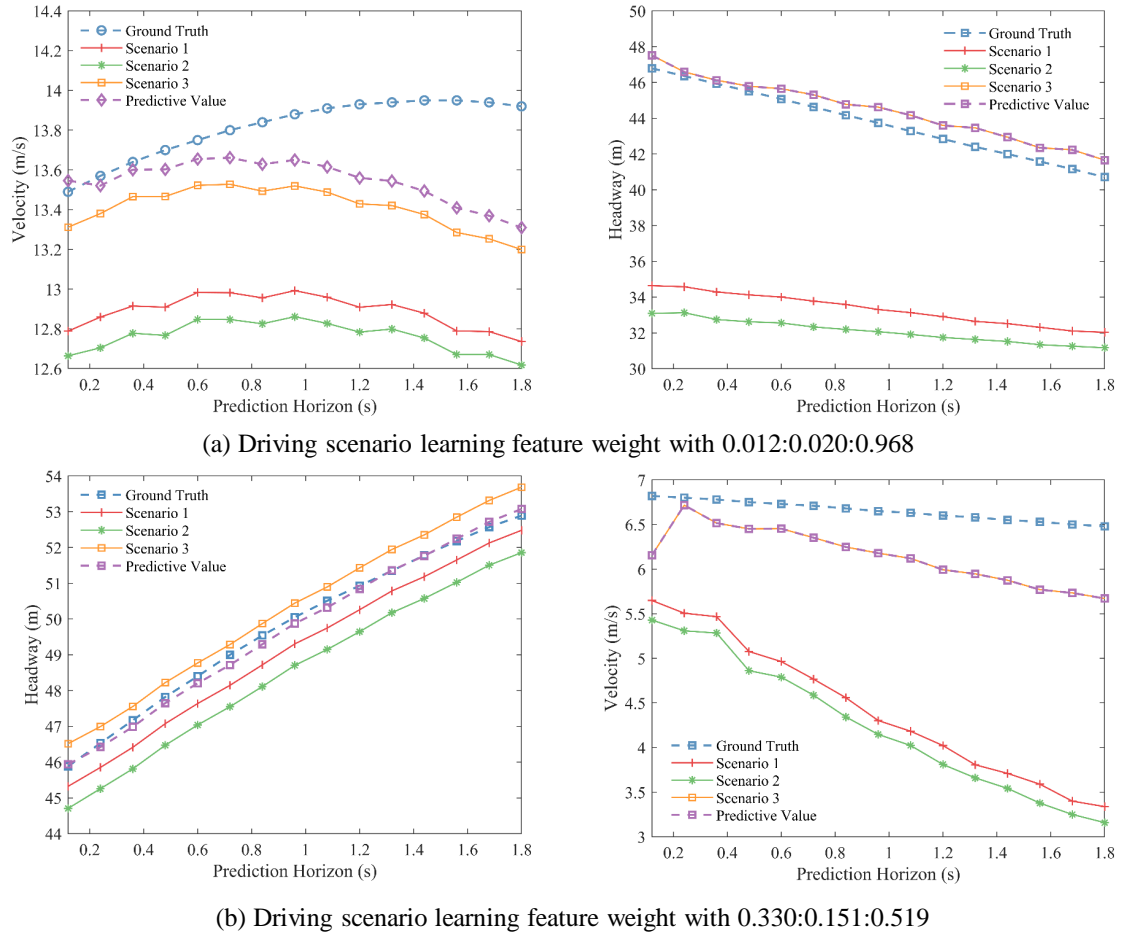 14.4
14.2
14
13.8
13.6
13.4
13.2
13
12.8
12.6
Velocity (m/s)
Ground Truth
Scenario 1
Scenario 2
Scenario 3
Predictive Value
0.2 0.4 0.6 0.8 1 1.2 1.4 1.6 1.8
Prediction Horizon (s)
50
48
46
44
42
40
38
36
34
32
30
Headway (m)
Ground Truth
Scenario 1
Scenario 2
Scenario 3
Predictive Value
0.2 0.4 0.6 0.8 1 1.2 1.4 1.6 1.8
Prediction Horizon (s)
(a) Driving scenario learning feature weight with 0.012:0.020:0.968
54
53
52
51
50
49
48
47
46
45
44
Headway (m)
Ground Truth
Scenario 1
Scenario 2
Scenario 3
Predictive Value
0.2 0.4 0.6 0.8 1 1.2 1.4 1.6 1.8
Prediction Horizon (s)
7
6.5
6
5.5
5
4.5
4
3.5
3
Velocity (m/s)
Ground Truth
Scenario 1
Scenario 2
Scenario 3
Predictive Value
0.2 0.4 0.6 0.8 1 1.2 1.4 1.6 1.8
Prediction Horizon (s)
(b) Driving scenario learning feature weight with 0.330:0.151:0.519